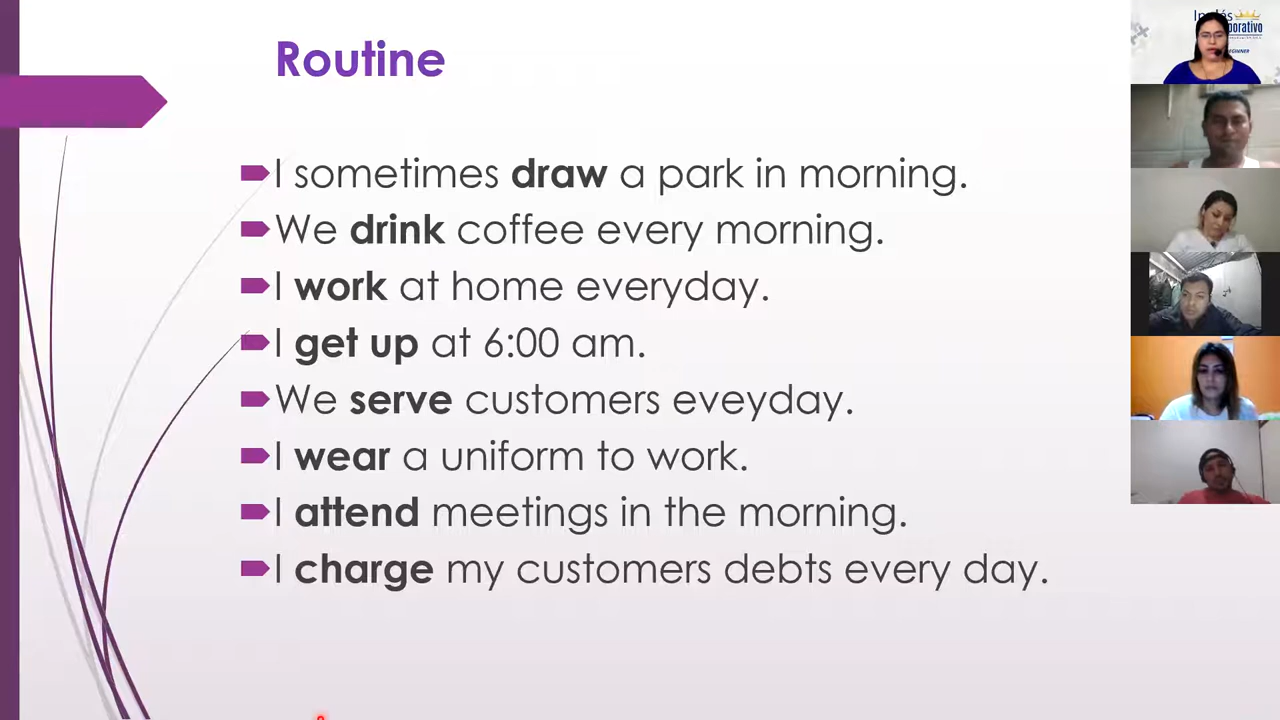 Routine
I sometimes draw a park in morning.
We drink coffee every morning.
I work at home everyday.
I get up at 6:00 am.
We serve customers eveyday.
I wear a uniform to work.
I attend meetings in the morning.
I charge my customers debts every day.